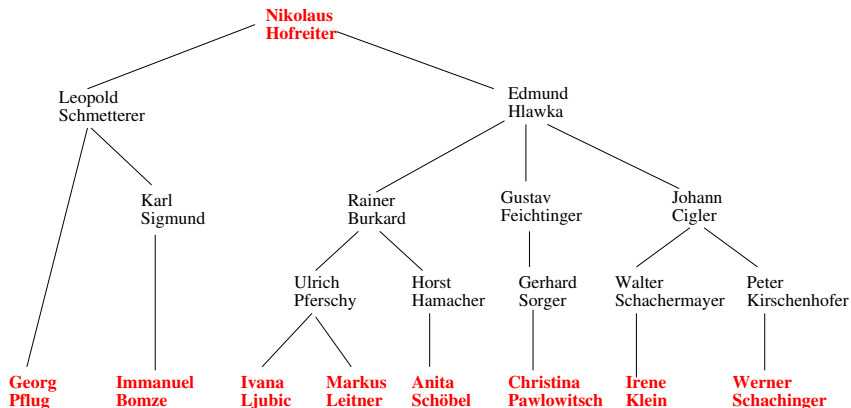 Nikolaus
Hofreiter
Leopold
Schmetterer
Edmund
Hlawka
Karl
Sigmund
Rainer
Burkard
Gustav
Feichtinger
Johann
Cigler
Ulrich
Pferschy
Horst
Hamacher
Gerhard
Sorger
Walter
Schachermayer
Peter
Kirschenhofer
Georg
Pflug
Immanuel
Bomze
Ivana
Ljubic
Markus
Leitner
Anita
Schöbel
Christina
Pawlowitsch
Irene
Klein
Werner
Schachinger